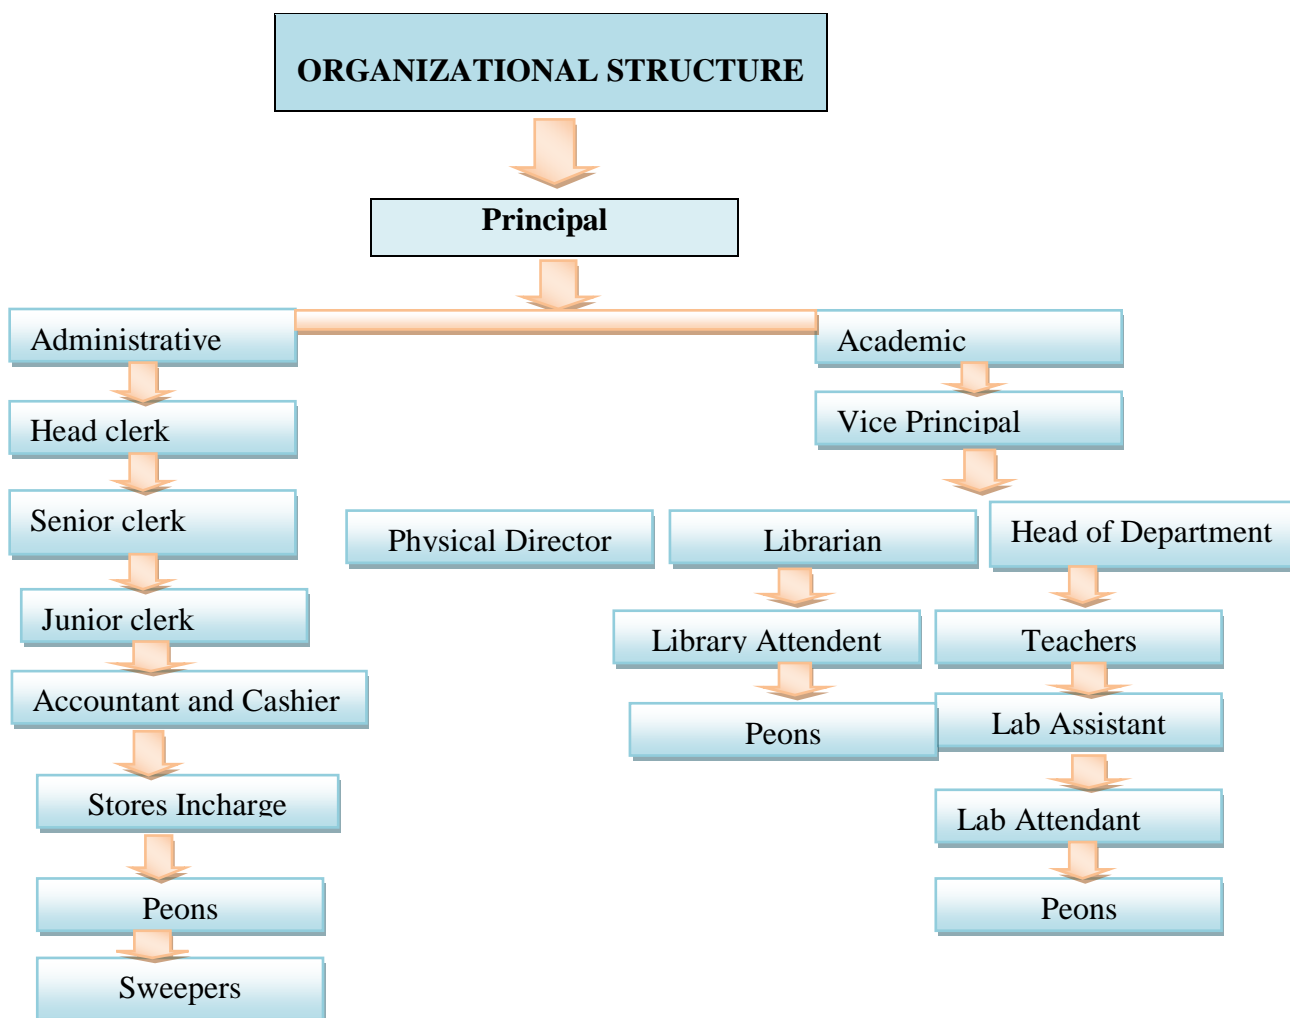 ORGANIZATIONAL STRUCTURE
Principal
Administrative
Academic
Head clerk
Vice Principal
Senior clerk
Physical Director
Librarian
Head of Department
Junior clerk
Library Attendent
Teachers
Accountant and Cashier
Peons
Lab Assistant
Stores Incharge
Lab Attendant
Peons
Peons
Sweepers